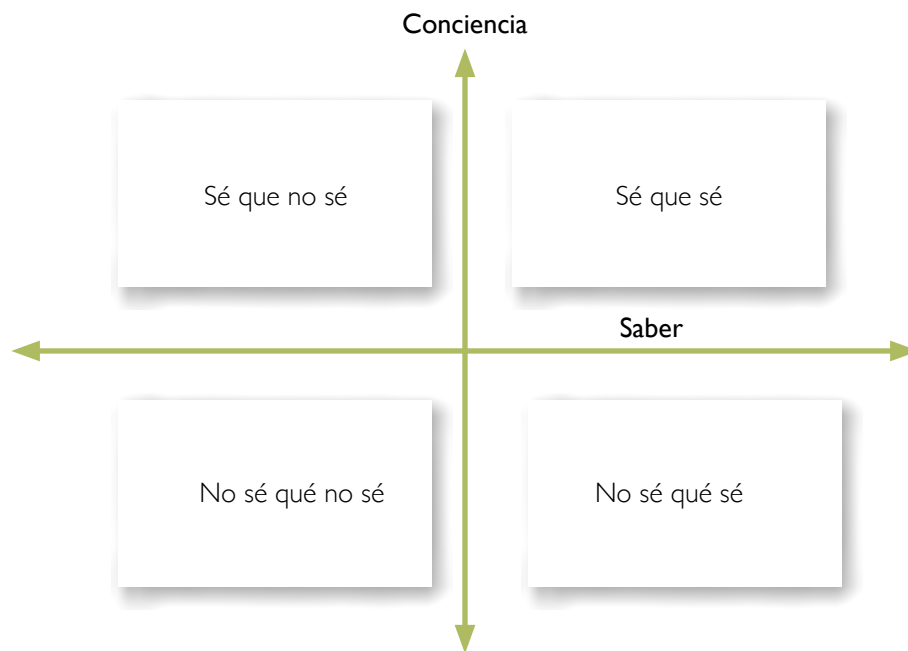 Conciencia
Sé que no sé
Sé que sé
Saber
No sé qué no sé
No sé qué sé